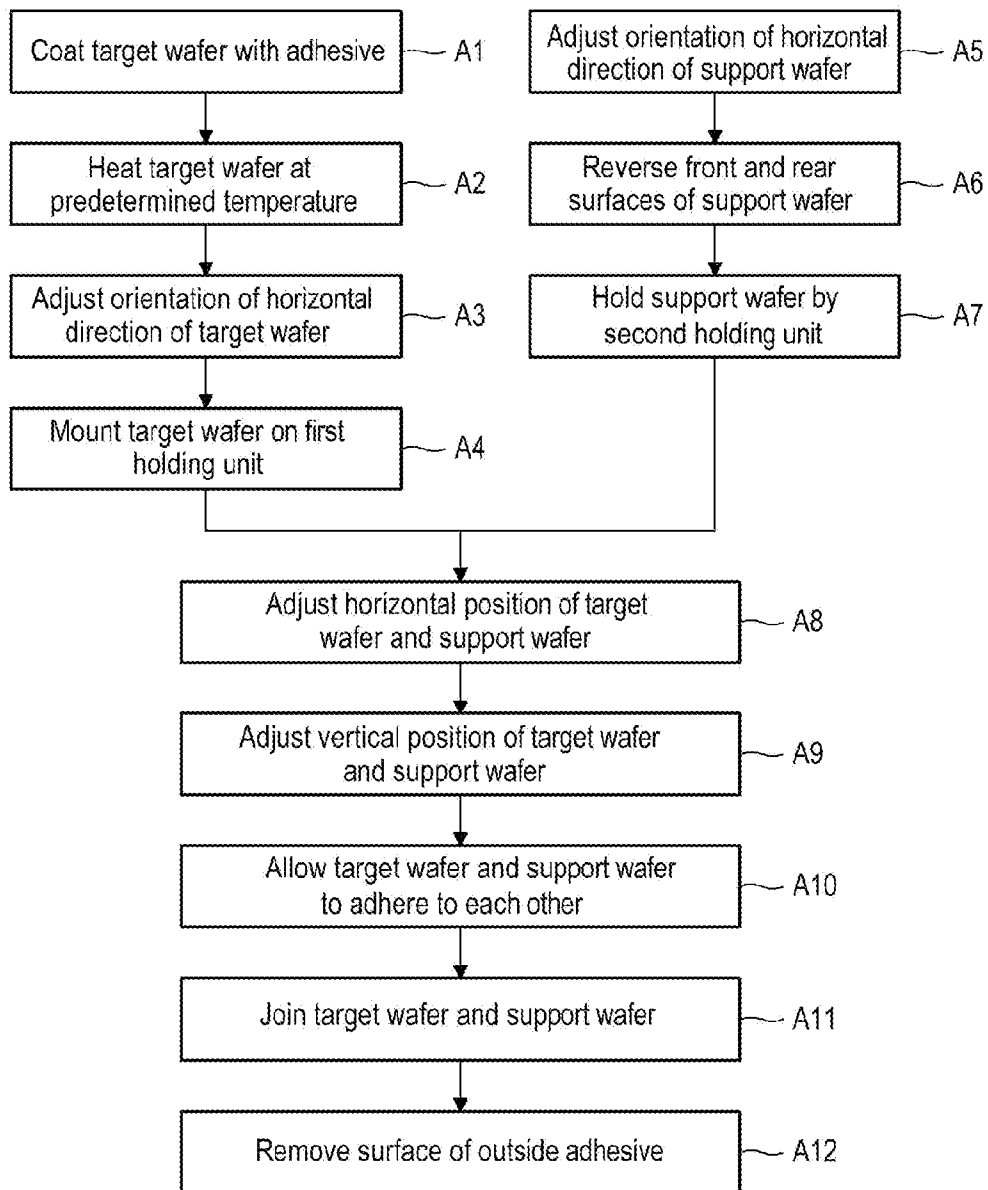 Coat target wafer with adhesive
A1
Heat target wafer at
predetermined temperature
A2
Adjust orientation of horizontal
direction of target wafer
A3
Mount target wafer on first
holding unit
A4
Adjust orientation of horizontal
direction of support wafer
A5
Reverse front and rear
surfaces of support wafer
A6
Hold support wafer by
second holding unit
A7
Adjust horizontal position of target
wafer and support wafer
A8
Adjust vertical position of target wafer
and support wafer
A9
Allow target wafer and support wafer
to adhere to each other
A10
Join target wafer and support wafer
A11
Remove surface of outside adhesive
A12